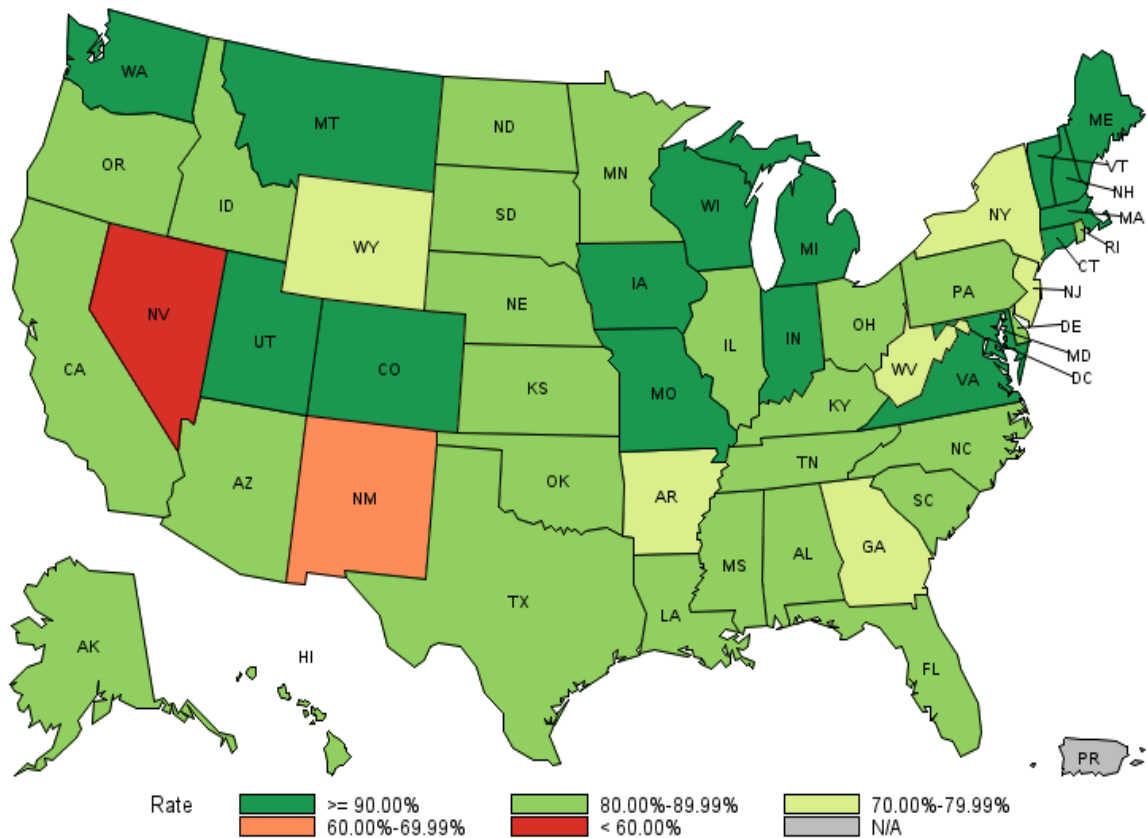 WA
MT
ND
MN
ME
VT
NH
OR
ID
SD
WI
MI
NY
MA
RI
CT
WY
NE
IA
PA
NJ
NV
UT
CO
IL
IN
OH
DE
MD
DC
CA
KS
MO
WV
VA
KY
AZ
NM
OK
AR
TN
NC
SC
TX
LA
MS
AL
GA
AK
HI
FL
PR
Rate
>= 90.00%
80.00%-89.99%
70.00%-79.99%
60.00%-69.99%
< 60.00%
N/A